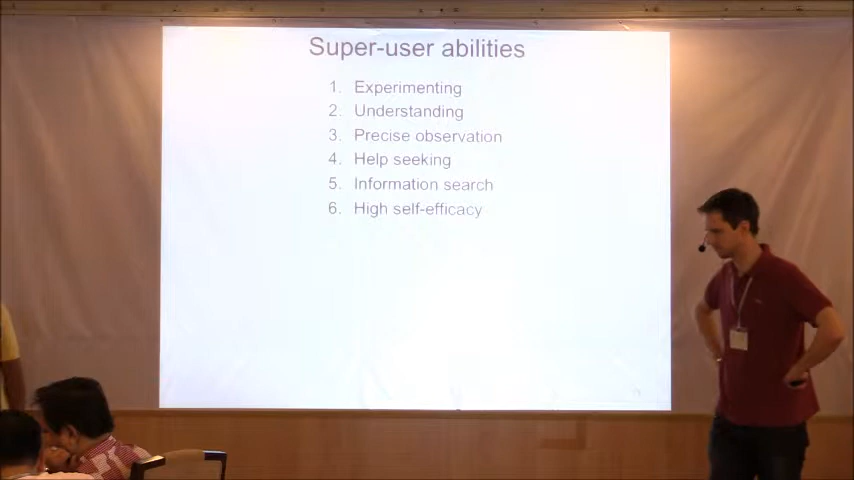 Super-user abilities
1. Experimenting
2. Understanding
3. Precise observation
4. Help seeking
5. Information search
6. High self-efficacy